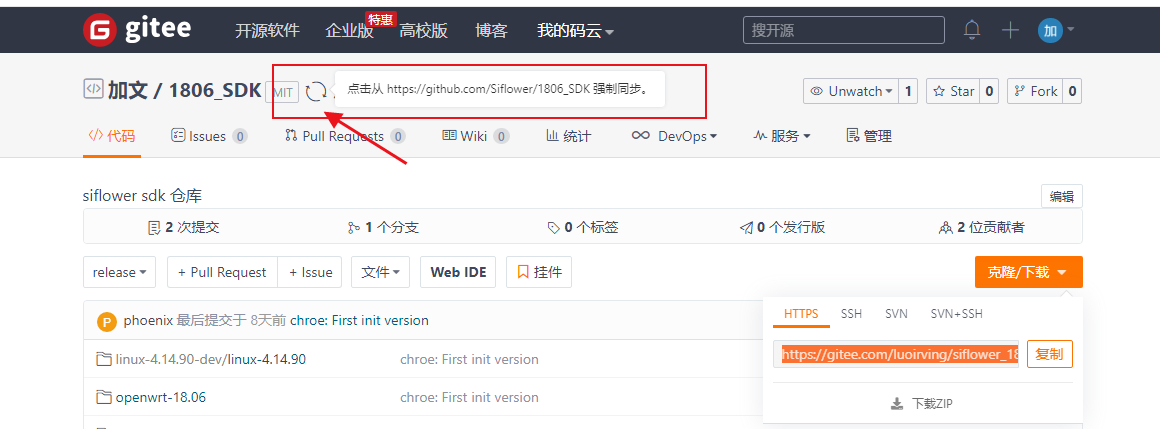 gitee 开源软件 企业版 特惠 高校版 博客 我的码云 搜开源 加
加文 / 1806_SDK MIT 点击从 https://github.com/Siflower/1806_SDK 强制同步。 Unwatch 1 Star 0 Fork 0
代码 Issues 0 Pull Requests 0 Wiki 0 统计 DevOps 服务 管理
siflower sdk 仓库 编辑
2 次提交 1 个分支 0 个标签 0 个发行版 2 位贡献者
release + Pull Request + Issue 文件 Web IDE 挂件 克隆/下载
P phoenix 最后提交于 8天前 chroe: First init version
HTTPS SSH SVN SVN+SSH
linux-4.14.90-dev/linux-4.14.90 chroe: First init version
https://gitee.com/luoirving/siflower_18 复制
openwrt-18.06 chroe: First init version
下载ZIP